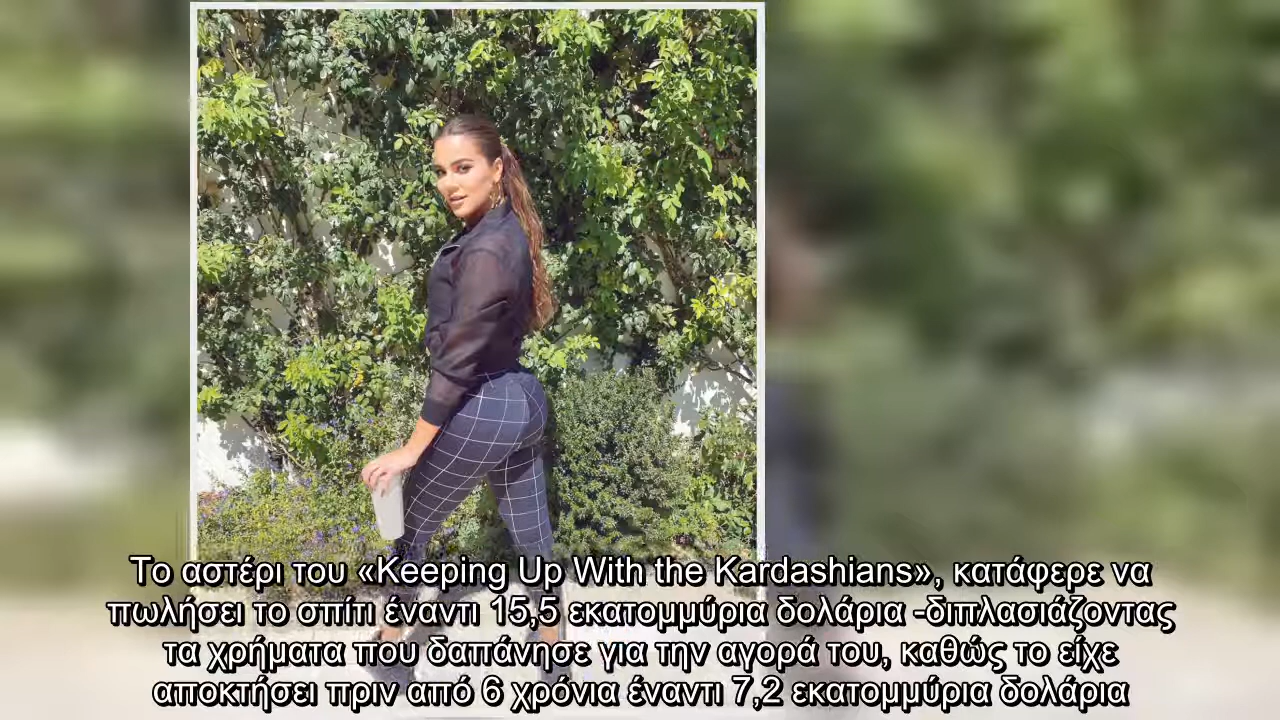 Το αστέρι του «Keeping Up With the Kardashians», κατάφερε να
πωλήσει το σπίτι έναντι 15,5 εκατομμύρια δολάρια -διπλασιάζοντας
τα χρήματα που δαπάνησε για την αγορά του, καθώς το είχε
αποκτήσει πριν από 6 χρόνια έναντι 7,2 εκατομμύρια δολάρια